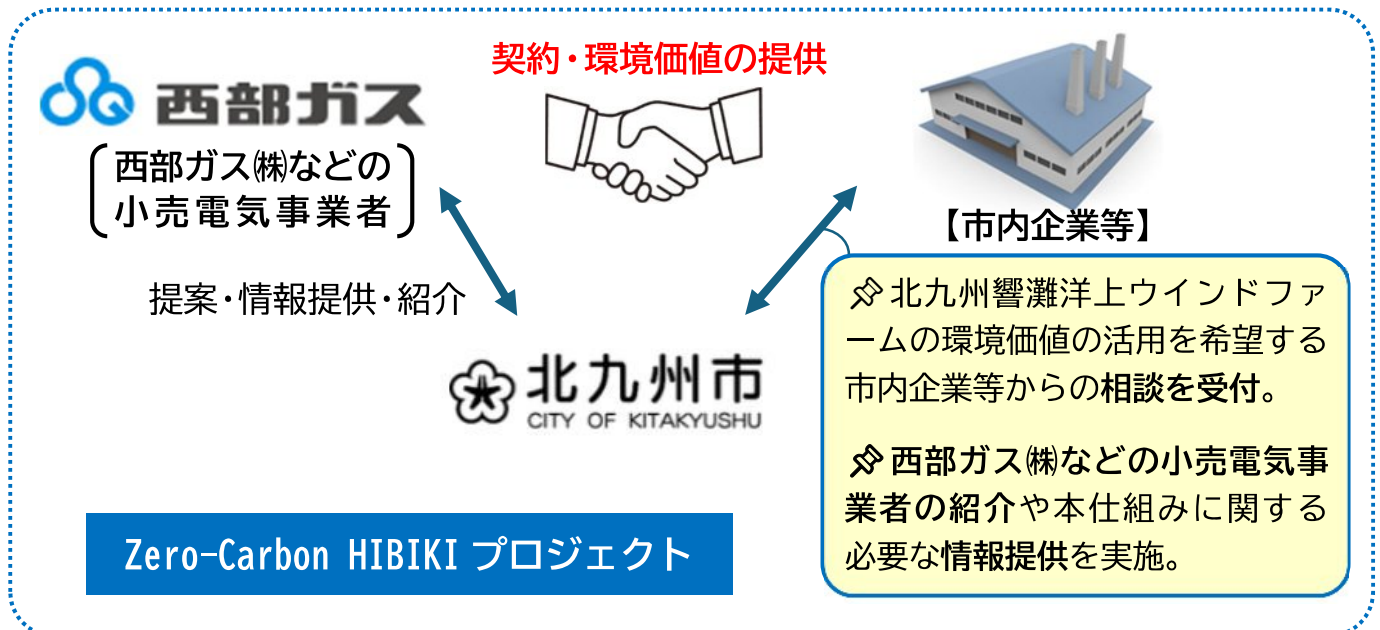 契約・環境価値の提供
西部ガス
西部ガス㈱などの
小売電気事業者
【市内企業等】
提案・情報提供・紹介
北九州市
CITY OF KITAKYUSHU
北九州響灘洋上ウインドファ
ームの環境価値の活用を希望する
市内企業等からの相談を受付。
西部ガス㈱などの小売電気事
業者の紹介や本仕組みに関する
必要な情報提供を実施。
Zero-Carbon HIBIKI プロジェクト